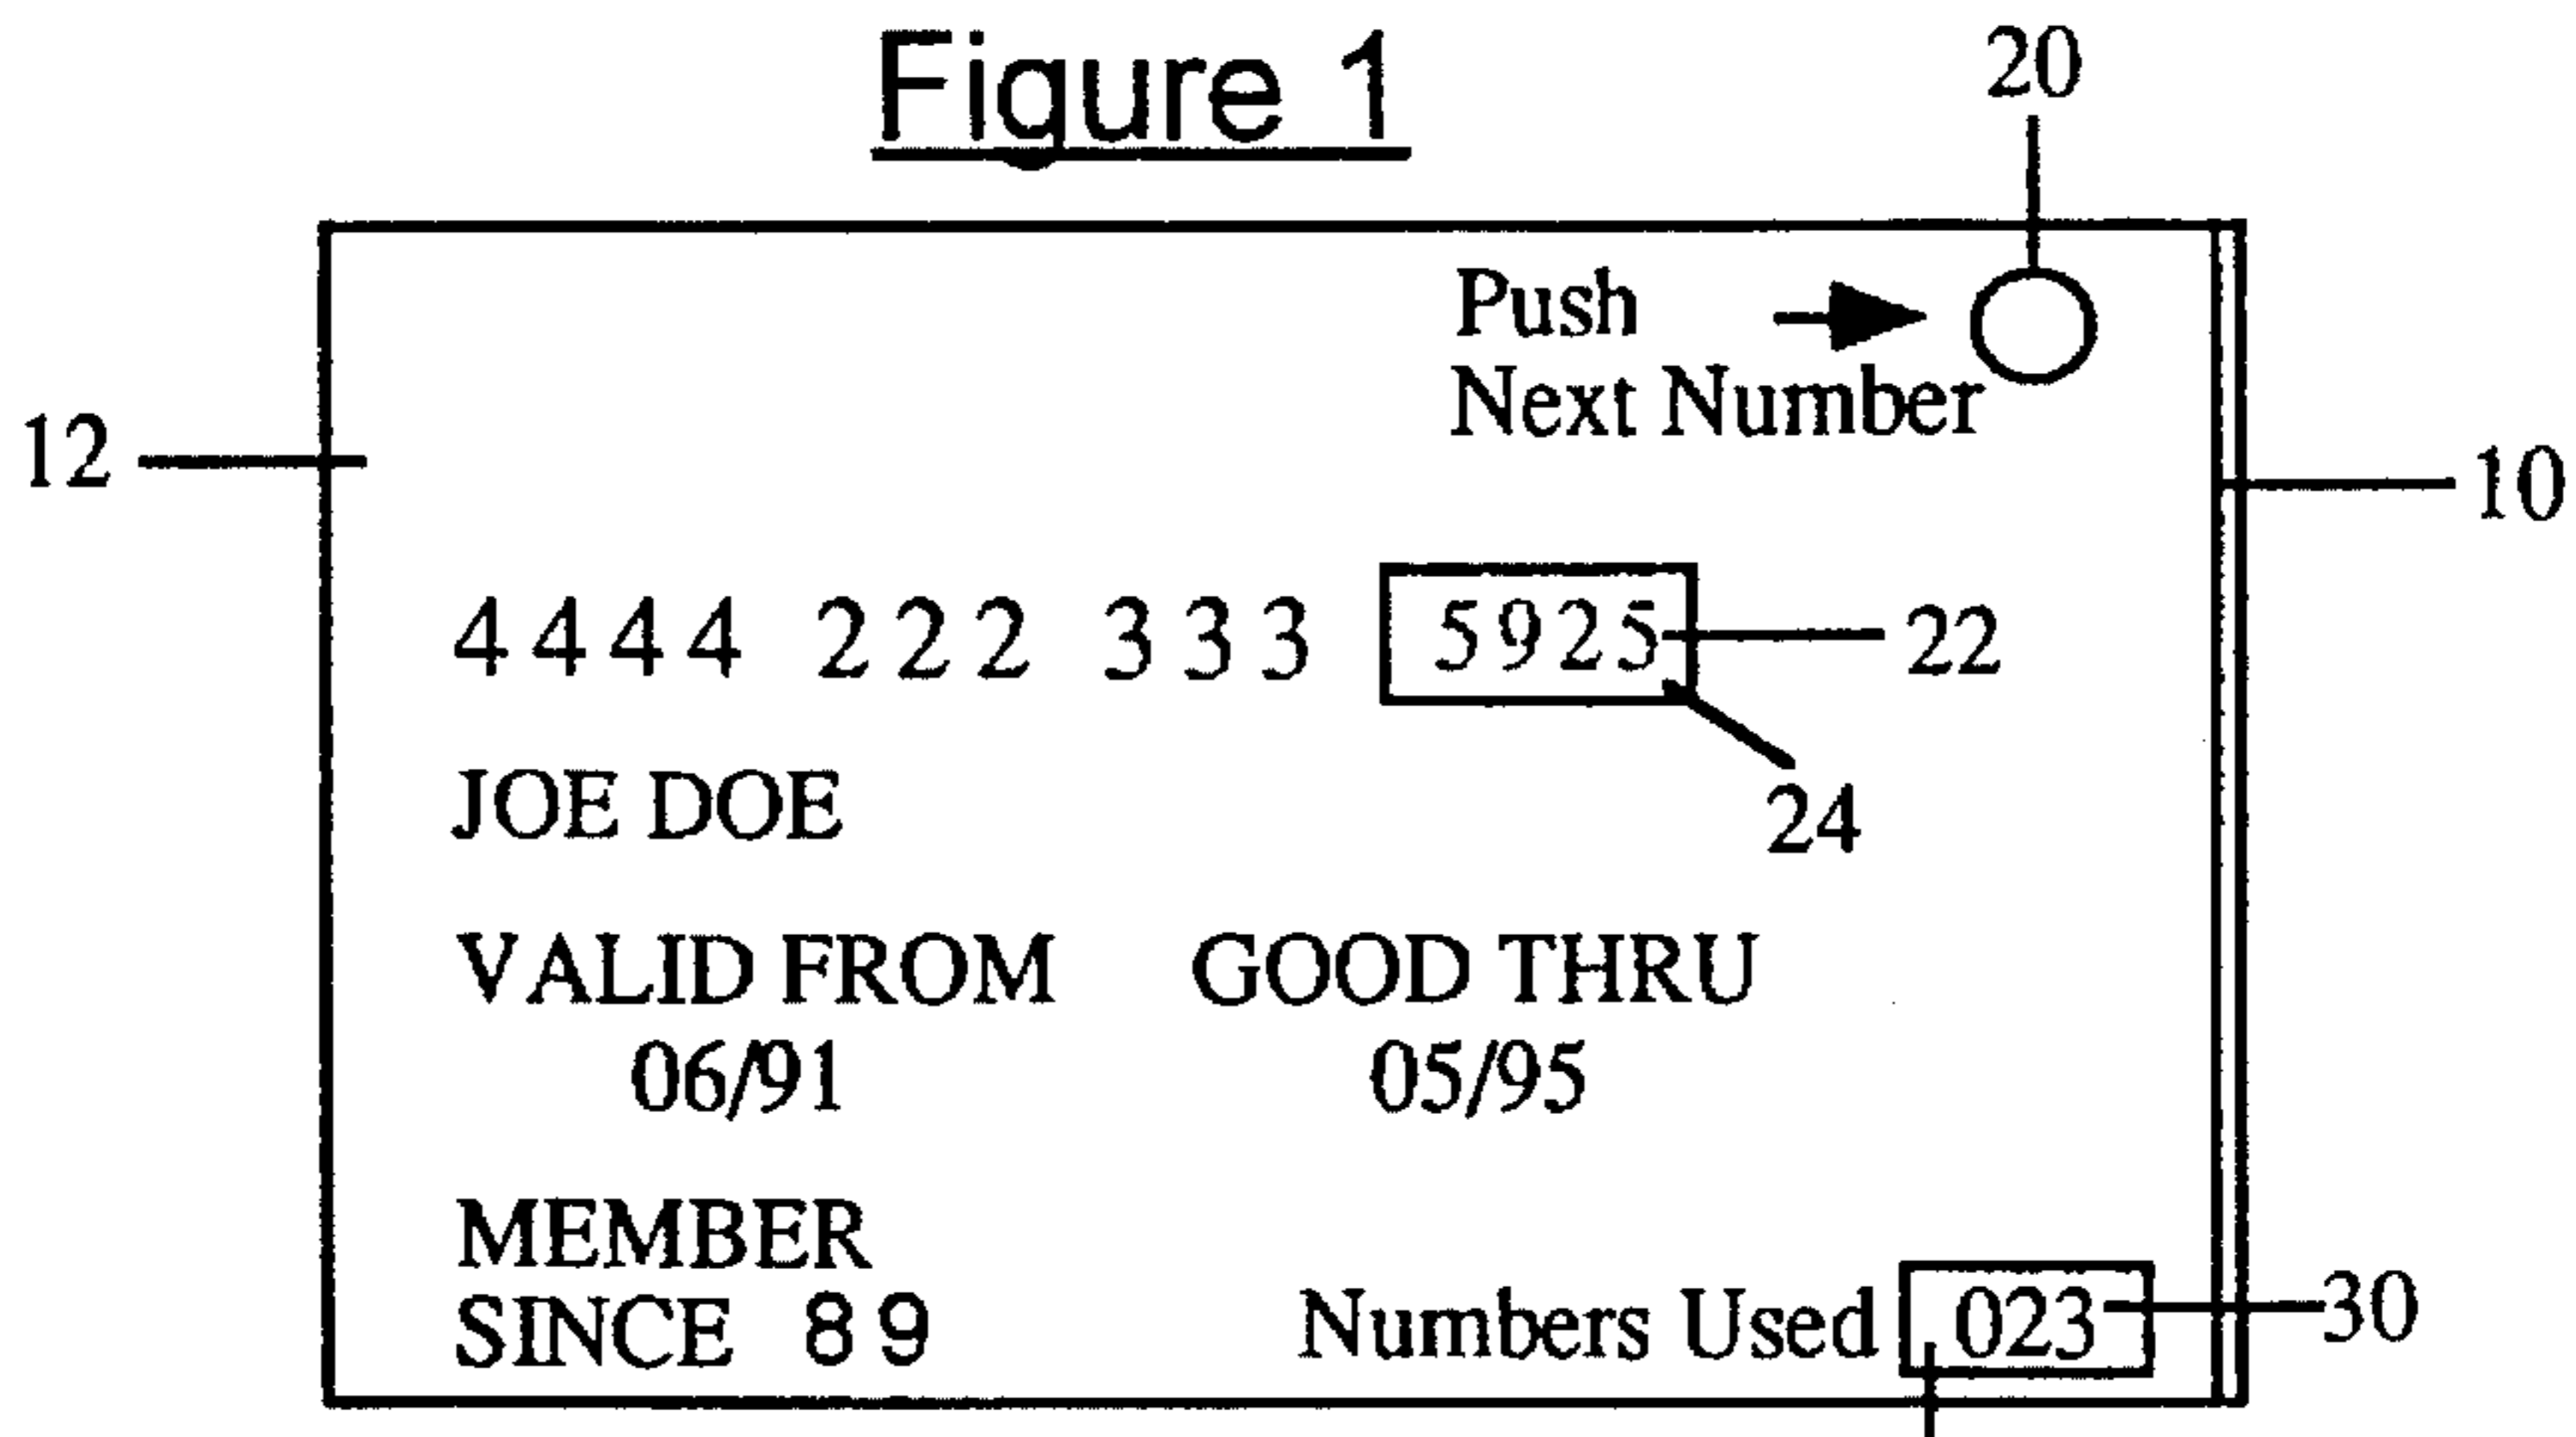 Figure 1
20
Push
Next Number
12
10
4444 222 333 5925
22
JOE DOE
24
VALID FROM GOOD THRU
06/91 05/95
MEMBER
SINCE 89
Numbers Used 023
30